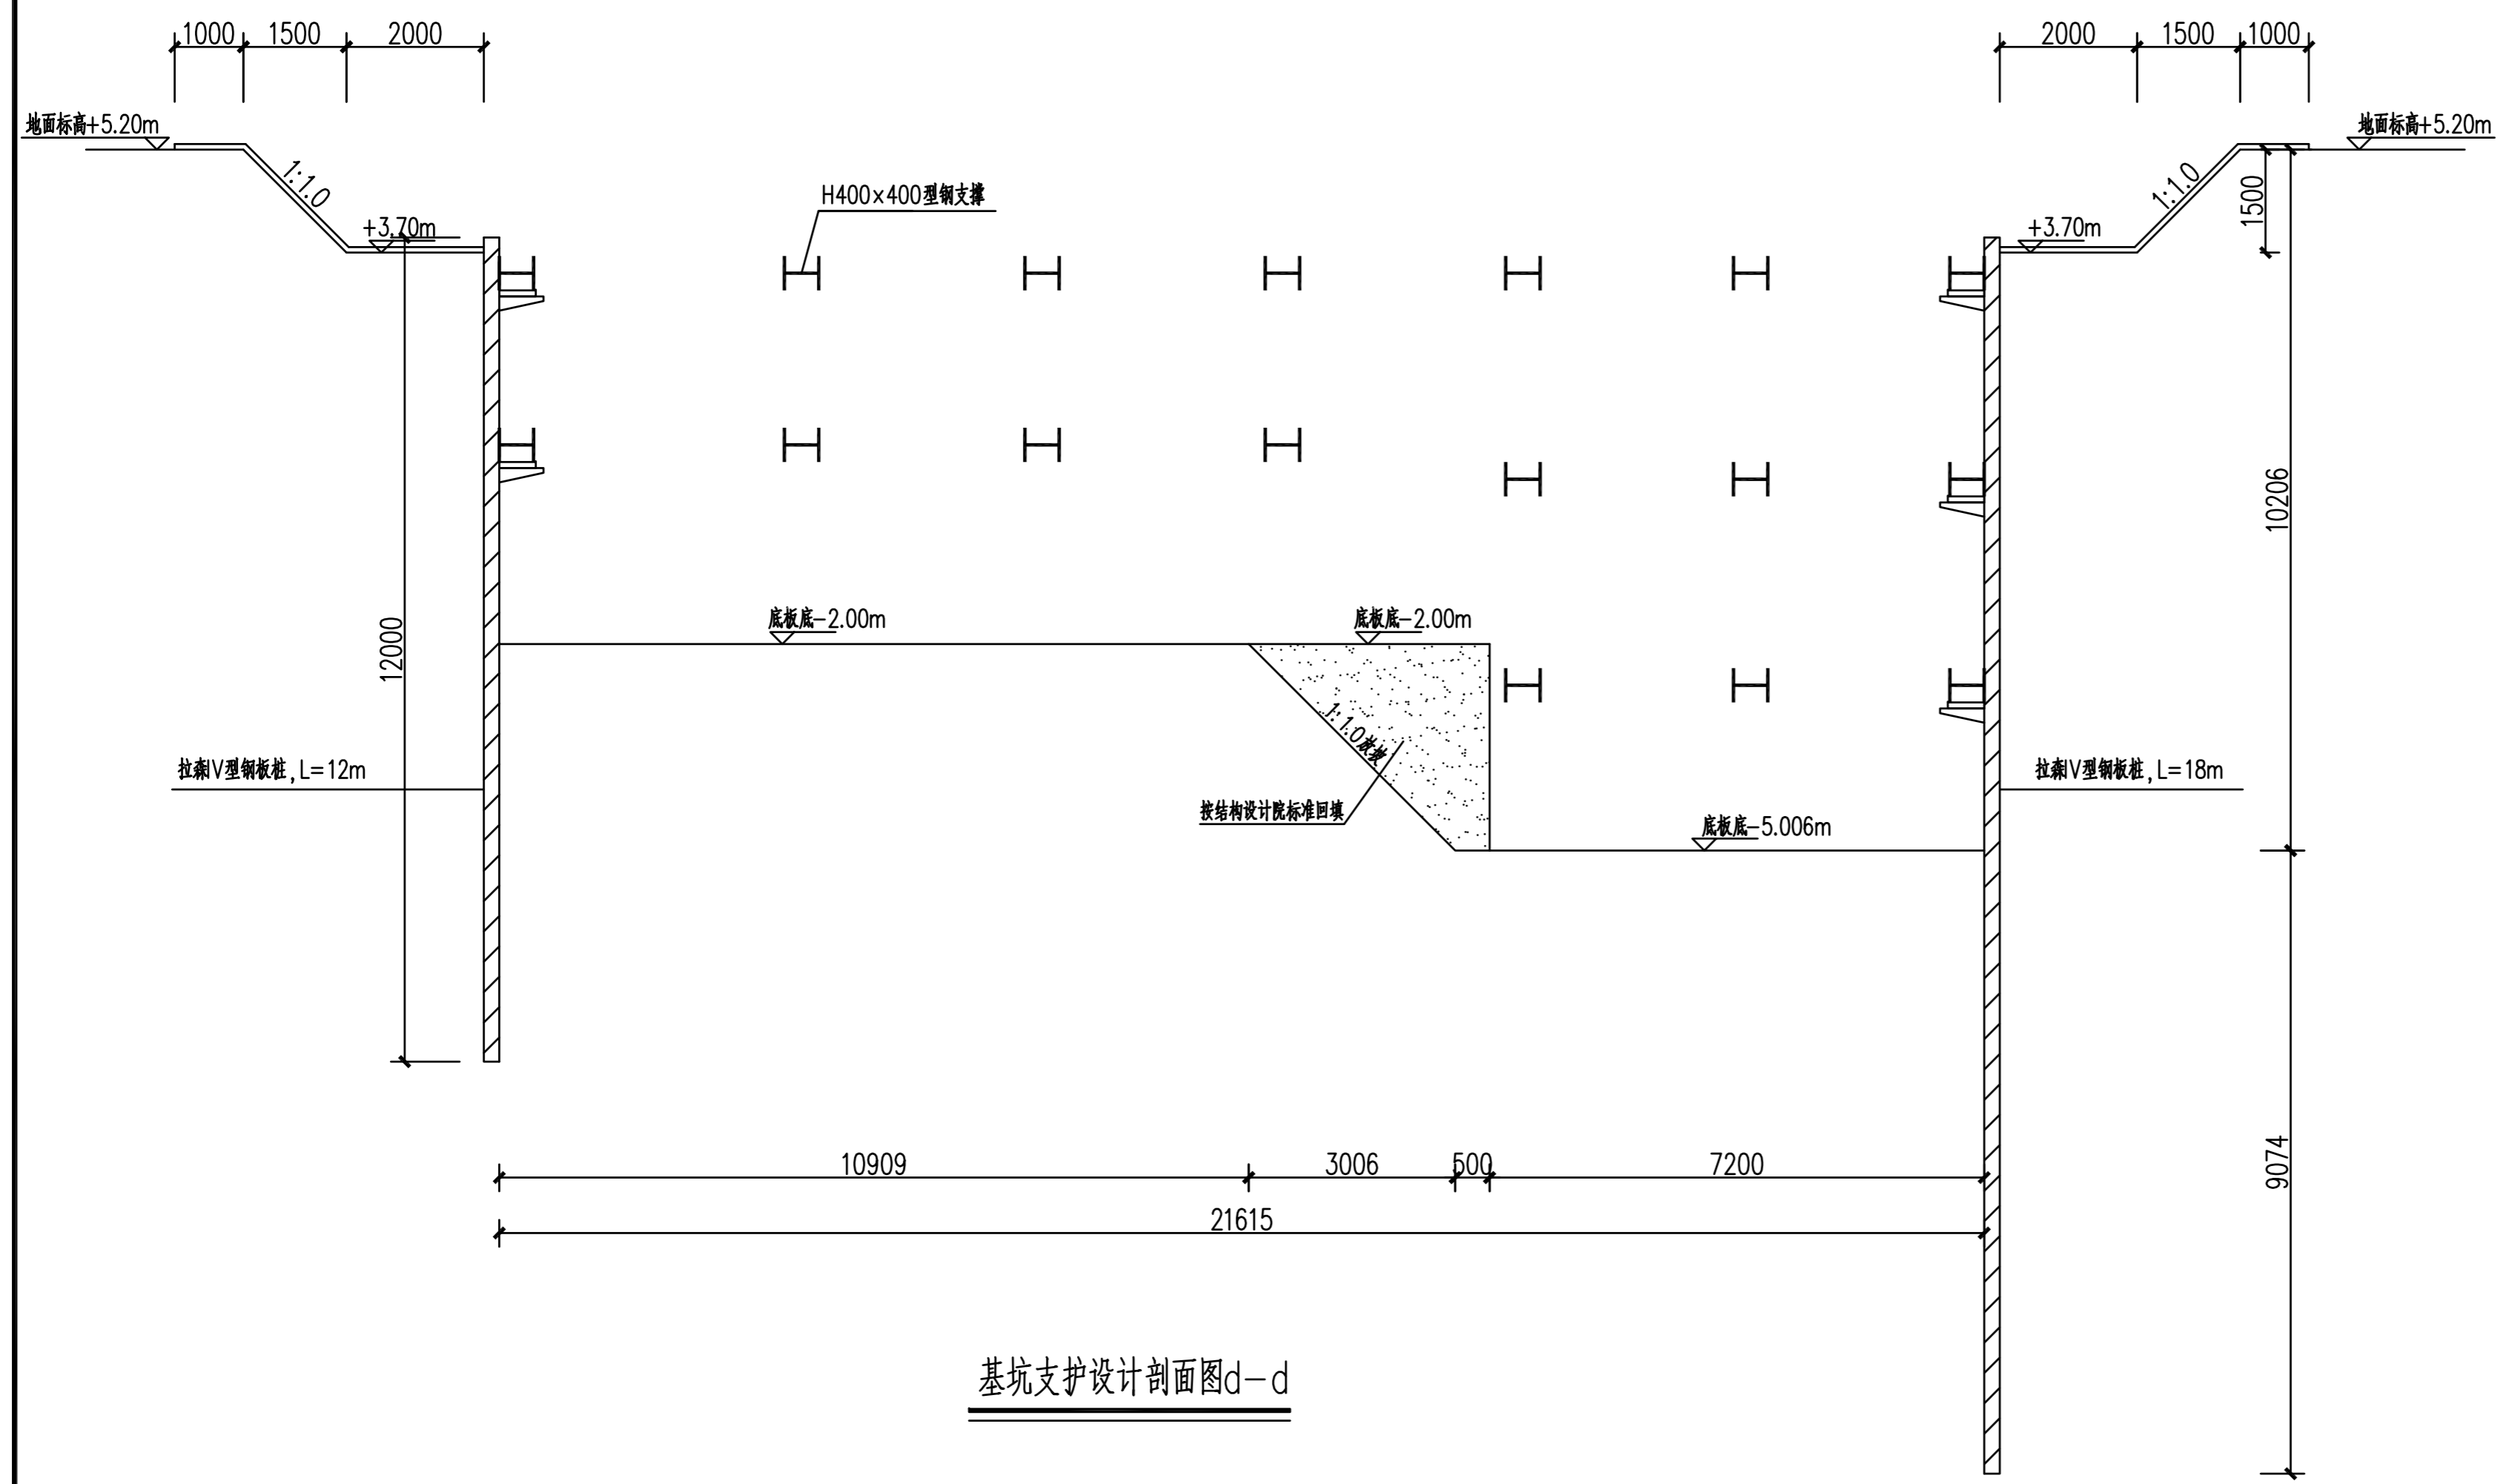 1000 1500 2000
2000 1500 1000
地面标高+5.20m
地面标高+5.20m
1:1.0
1:1.0
H400×400型钢支撑
1500
+3.70m
+3.70m
10206
底板底-2.00m
底板底-2.00m
12000
1:1.0放坡
拉森IV型钢板桩,L=12m
拉森IV型钢板桩,L=18m
按结构设计院标准回填
底板底-5.006m
10909 3006 500 7200
9074
21615
基坑支护设计剖面图d-d